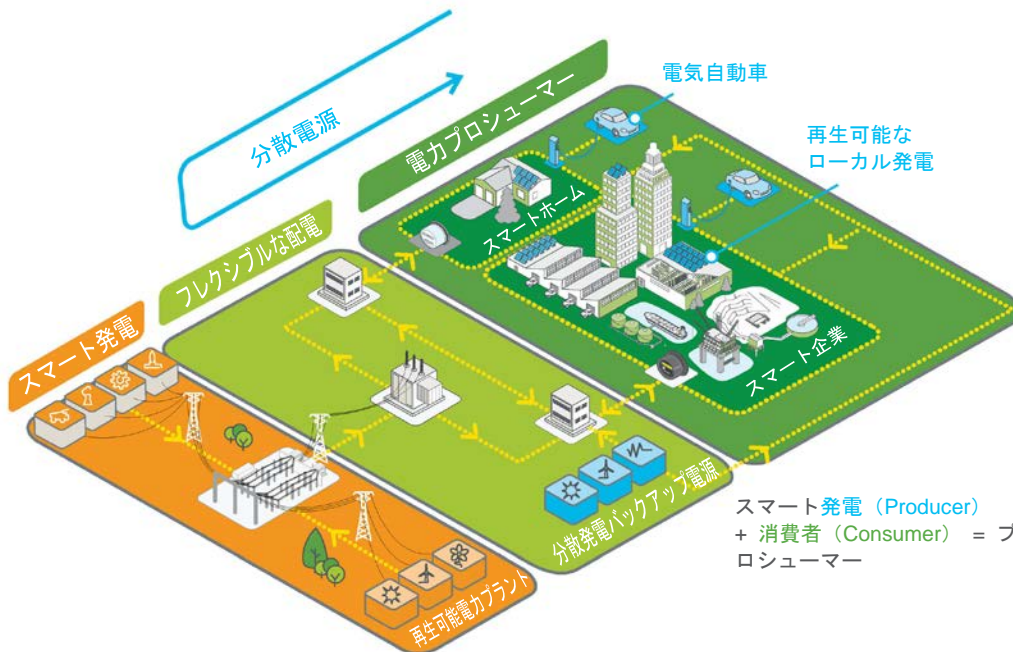 電気自動車
分散電源
電力プロシューマー
再生可能な
ローカル発電
スマートホーム
フレクシブルな配電
スマート発電
スマート企業
分散発電バックアップ電源
再生可能電力プラント
スマート発電（Producer）
+ 消費者（Consumer） = プ
ロシューマー